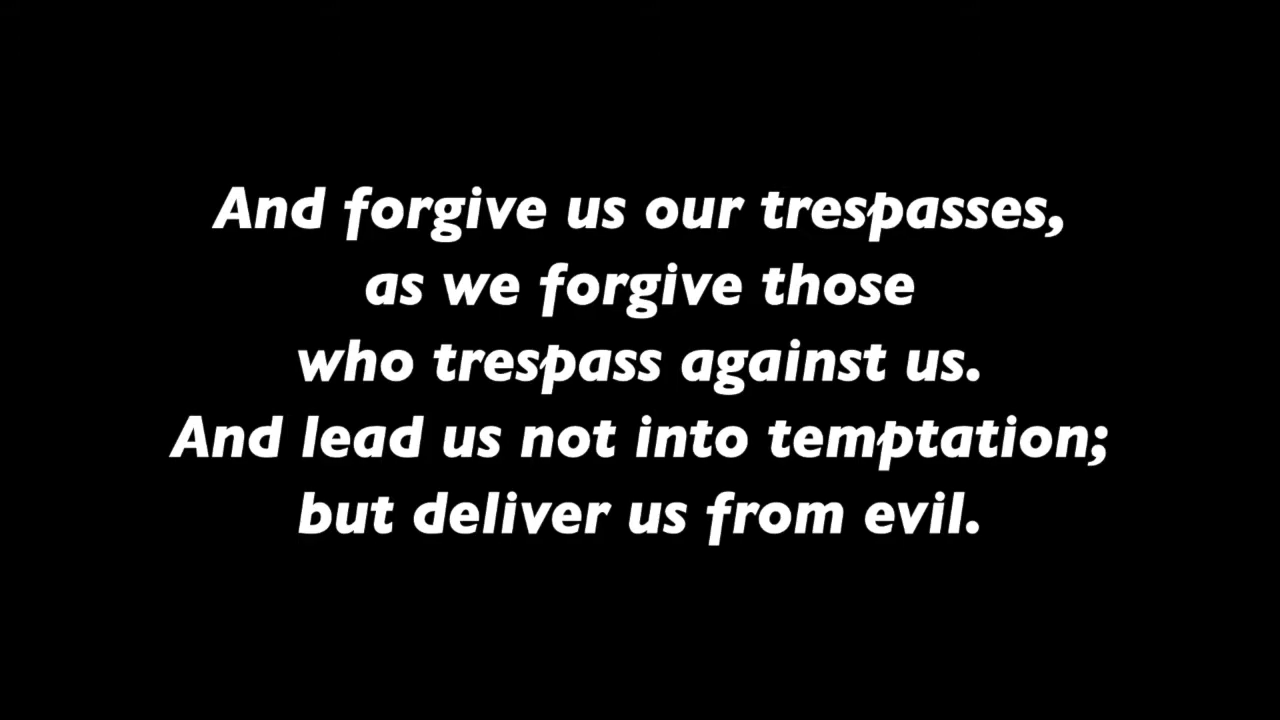 And forgive us our trespasses,
as we forgive those
who trespass against us.
And lead us not into temptation;
but deliver us from evil.